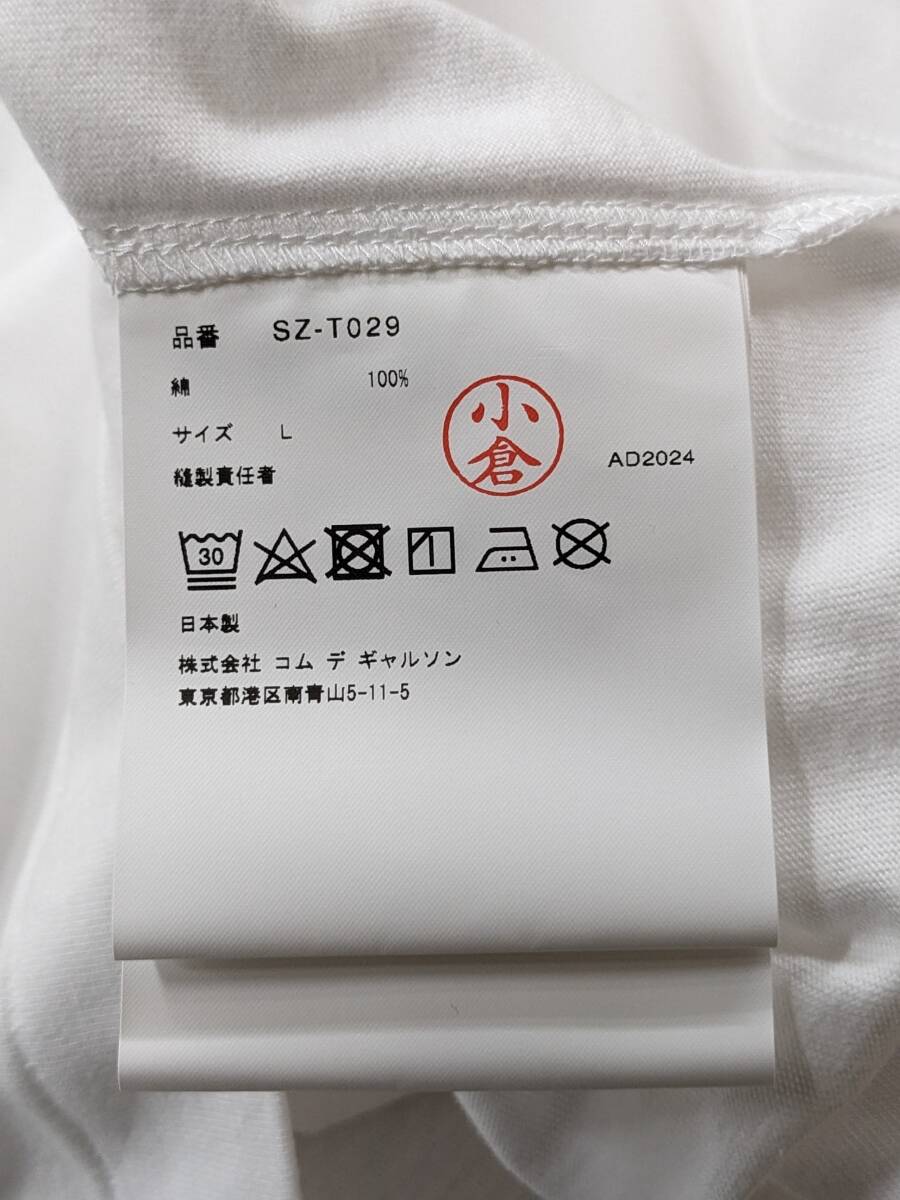 品番 SZ-T029
綿 100%
サイズ L
小倉
AD2024
縫製責任者
30
日本製
株式会社 コム デ ギャルソン
東京都港区南青山5-11-5